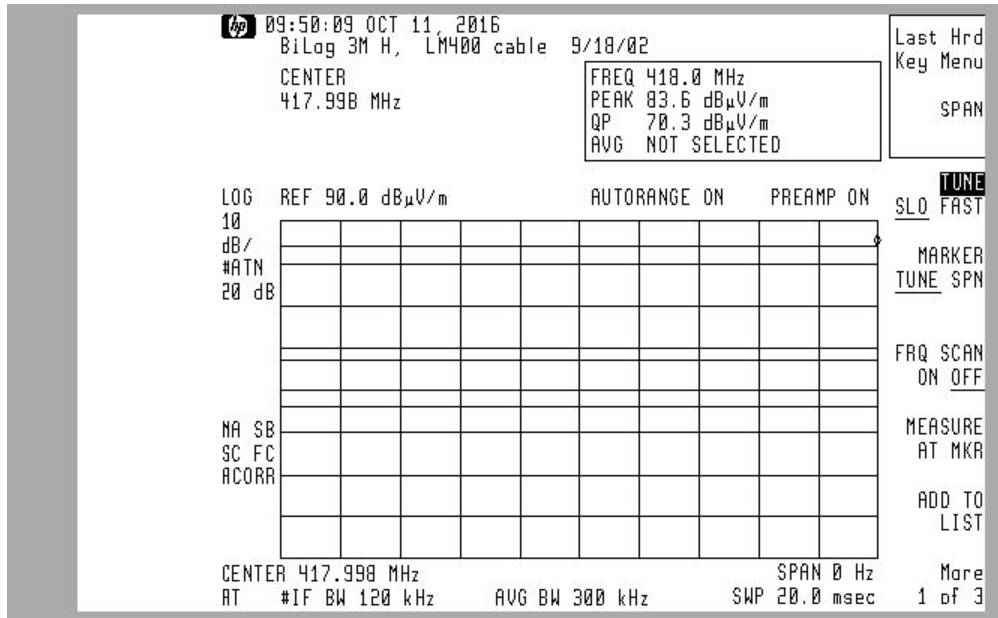 hp 09:50:09 OCT 11, 2016
BiLog 3M H, LM400 cable 9/18/02
CENTER
417.998 MHz
FREQ 418.0 MHz
PEAK 83.6 dBµV/m
QP 70.3 dBµV/m
AVG NOT SELECTED
LOG REF 90.0 dBµV/m AUTORANGE ON PREAMP ON
10
dB/
#ATN
20 dB
MA SB
SC FC
ACORR
CENTER 417.998 MHz SPAN 0 Hz
RT #IF BW 120 kHz AVG BW 300 kHz SWP 20.0 msec
Last Hrd
Key Menu
SPAN
TUNE
SLO FAST
MARKER
TUNE SPN
FRQ SCAN
ON OFF
MEASURE
AT MKR
ADD TO
LIST
More
1 of 3